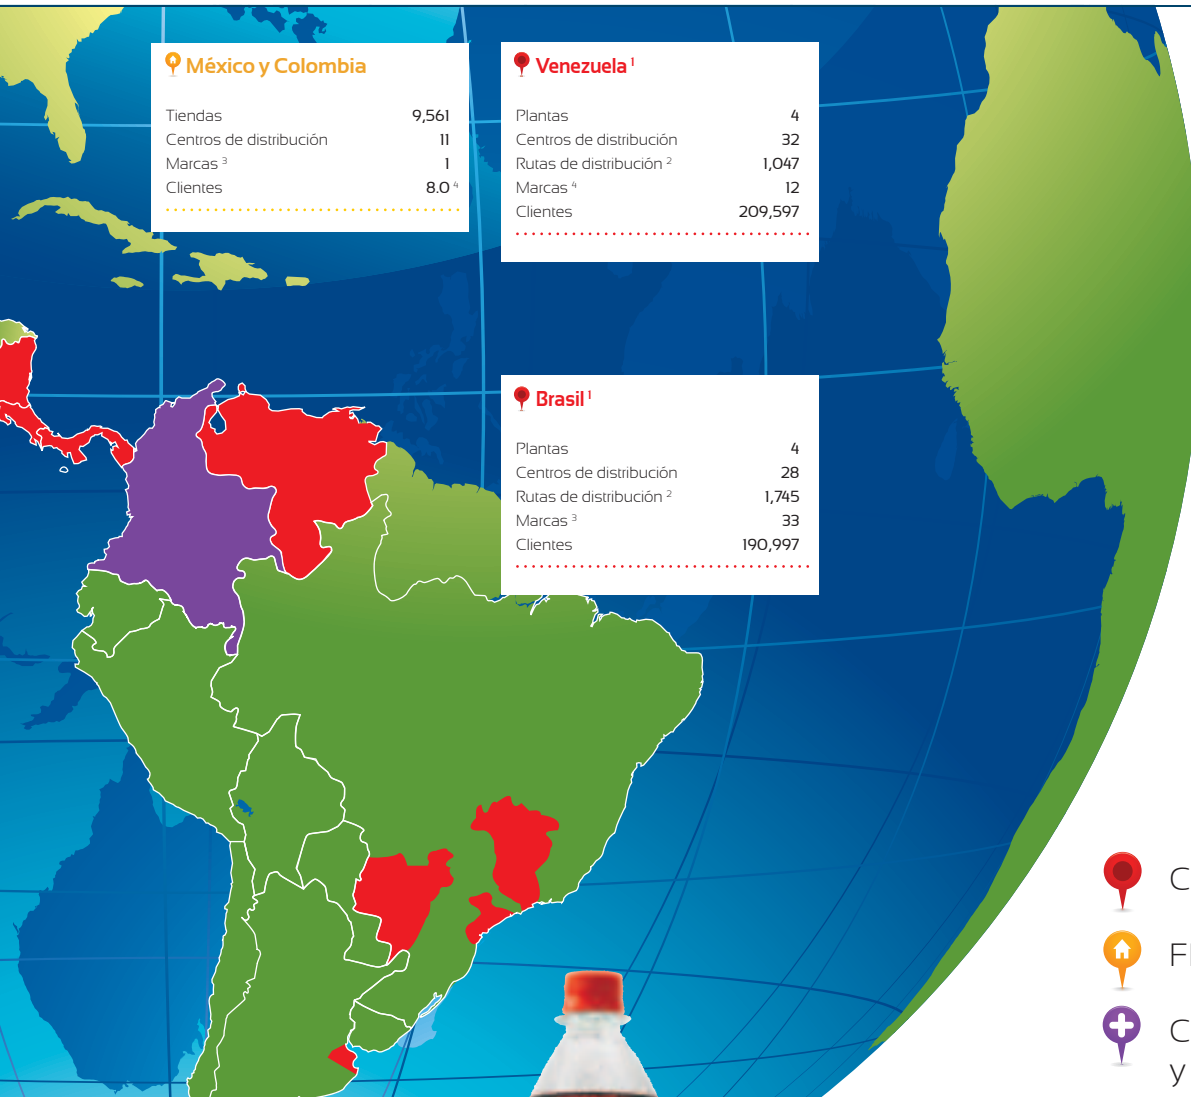 México y Colombia
Tiendas 9,561
Centros de distribución 11
Marcas ³ 1
Clientes 8.0 ⁴
Venezuela ¹
Plantas 4
Centros de distribución 32
Rutas de distribución ² 1,047
Marcas ⁴ 12
Clientes 209,597
Brasil ¹
Plantas 4
Centros de distribución 28
Rutas de distribución ² 1,745
Marcas ³ 33
Clientes 190,997
C
C
y